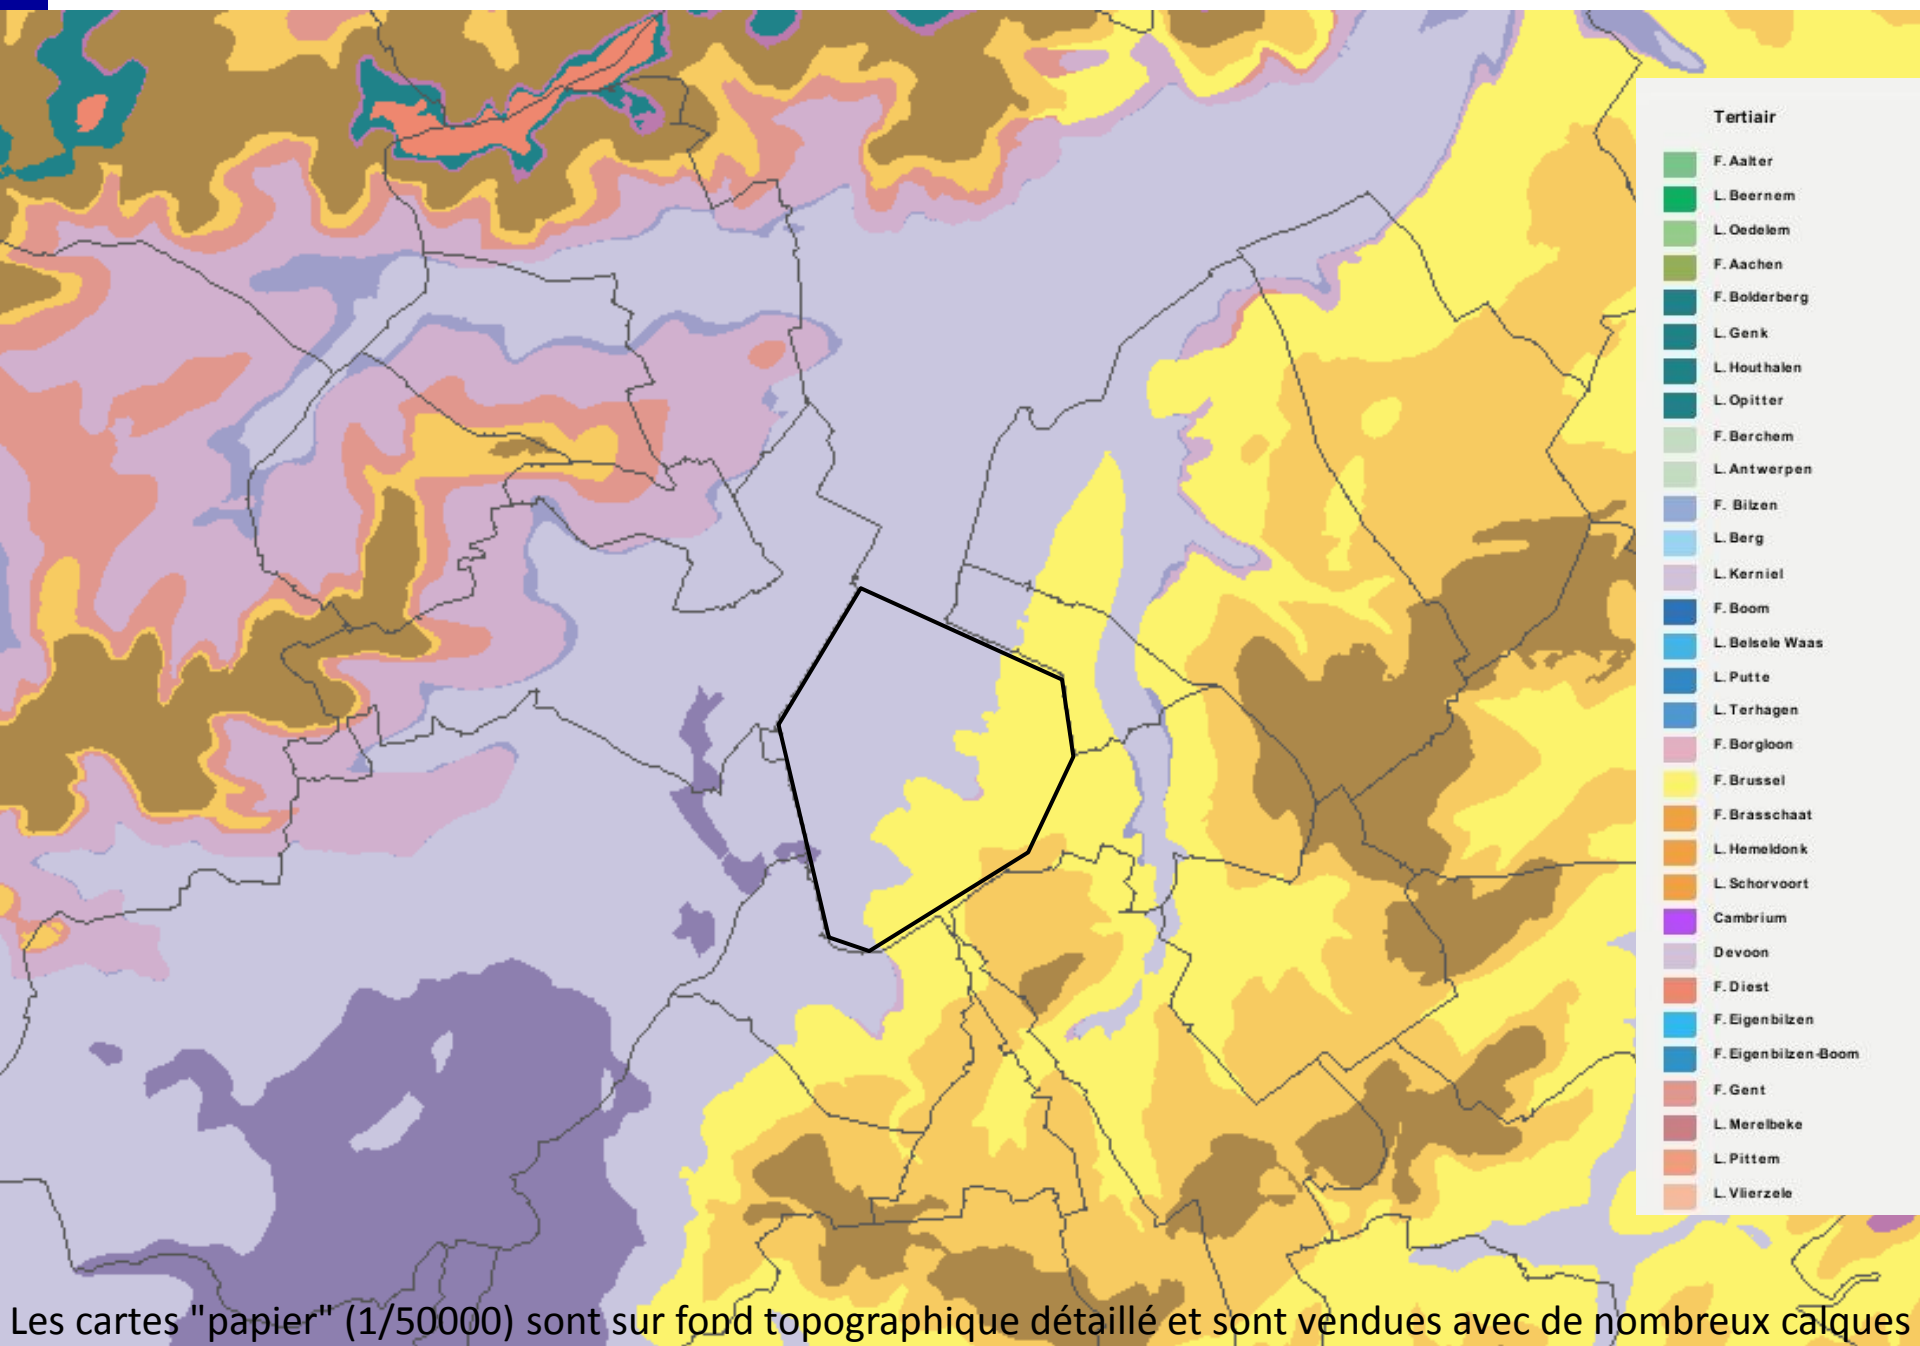 Tertiair
F. Aalter
L. Beernem
L. Oedelem
F. Aachen
F. Bolderberg
L. Genk
L. Houthalen
L. Opitter
F. Berchem
L. Antwerpen
F. Bilzen
L. Berg
L. Kerniel
F. Boom
L. Belsele Waas
L. Putte
L. Terhagen
F. Borgloon
F. Brussel
F. Brasschaat
L. Hemeldonk
L. Schorvoort
Cambrium
Devoon
F. Diest
F. Eigenbilzen
F. Eigenbilzen-Boom
F. Gent
L. Merelbeke
L. Pittem
L. Vlierzele
Les cartes "papier" (1/50000) sont sur fond topographique détaillé et sont vendues avec de nombreux calques